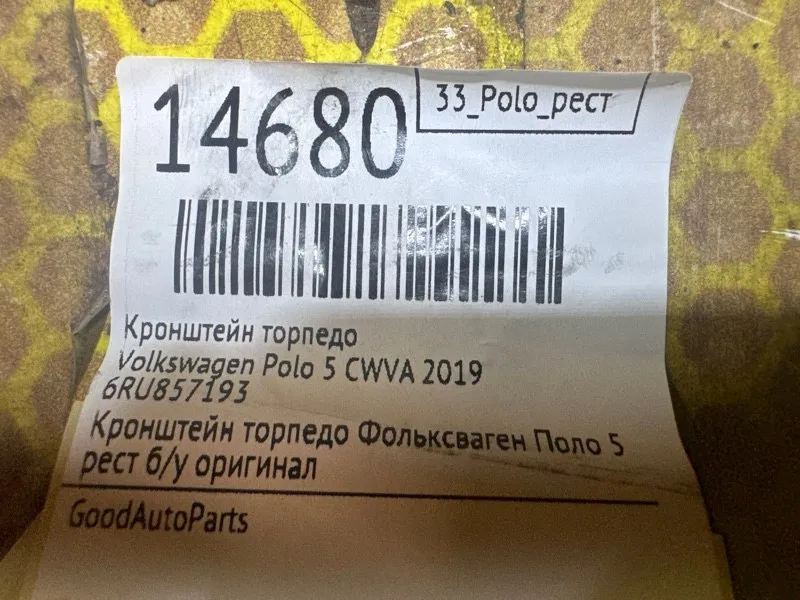 14680
33_Polo_рест
Кронштейн торпедо
Volkswagen Polo 5 CWVA 2019
6RU857193
Кронштейн торпедо Фольксваген Поло 5
рест б/у оригинал
GoodAutoParts